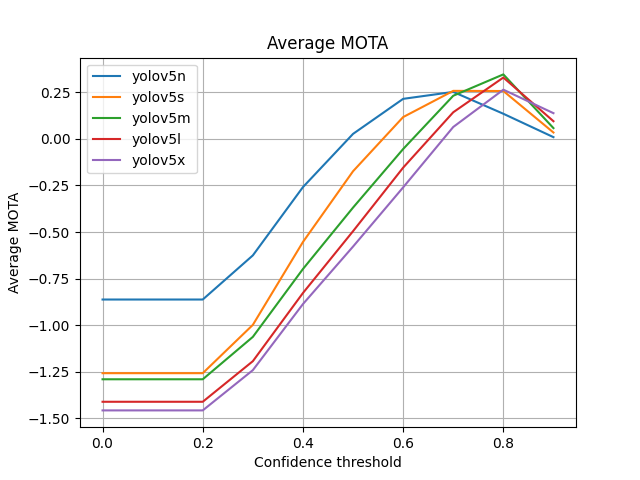 Average MOTA
yolov5n
yolov5s
yolov5m
yolov5l
yolov5x
Average MOTA
0.25
0.00
−0.25
−0.50
−0.75
−1.00
−1.25
−1.50
0.0 0.2 0.4 0.6 0.8
Confidence threshold